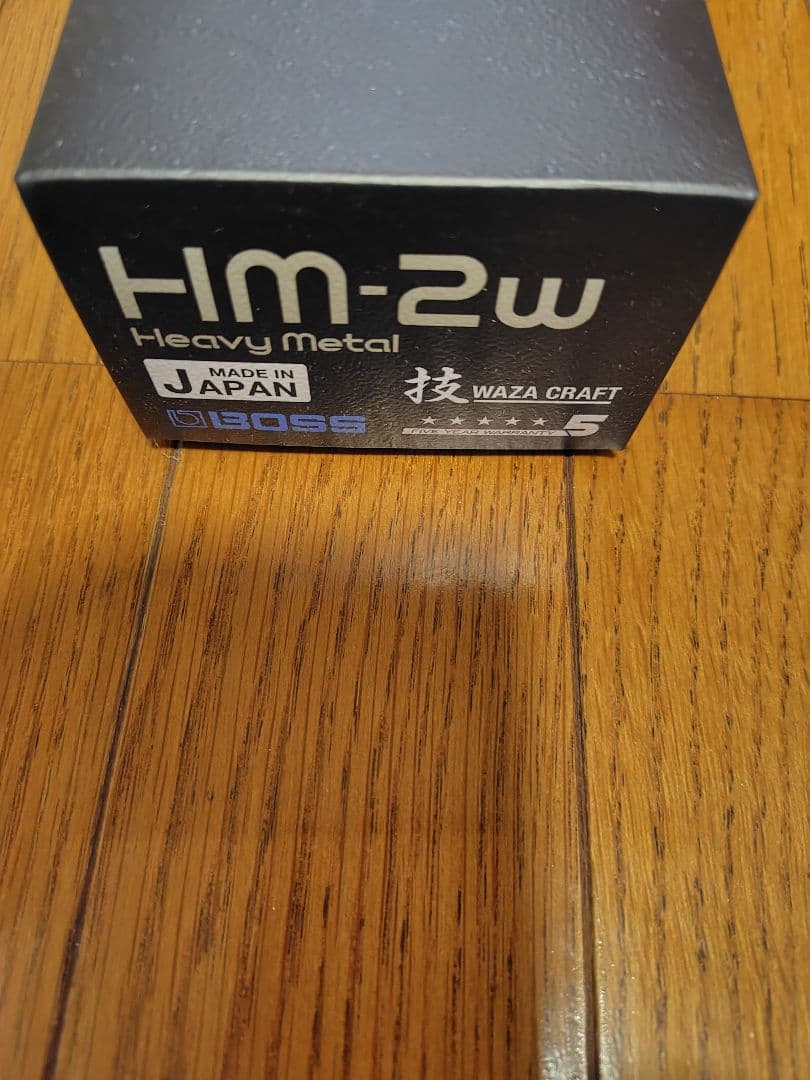 HM-2w
Heavy Metal
MADE IN
JAPAN
技 WAZA CRAFT
BOSS
FIVE YEAR WARRANTY 5